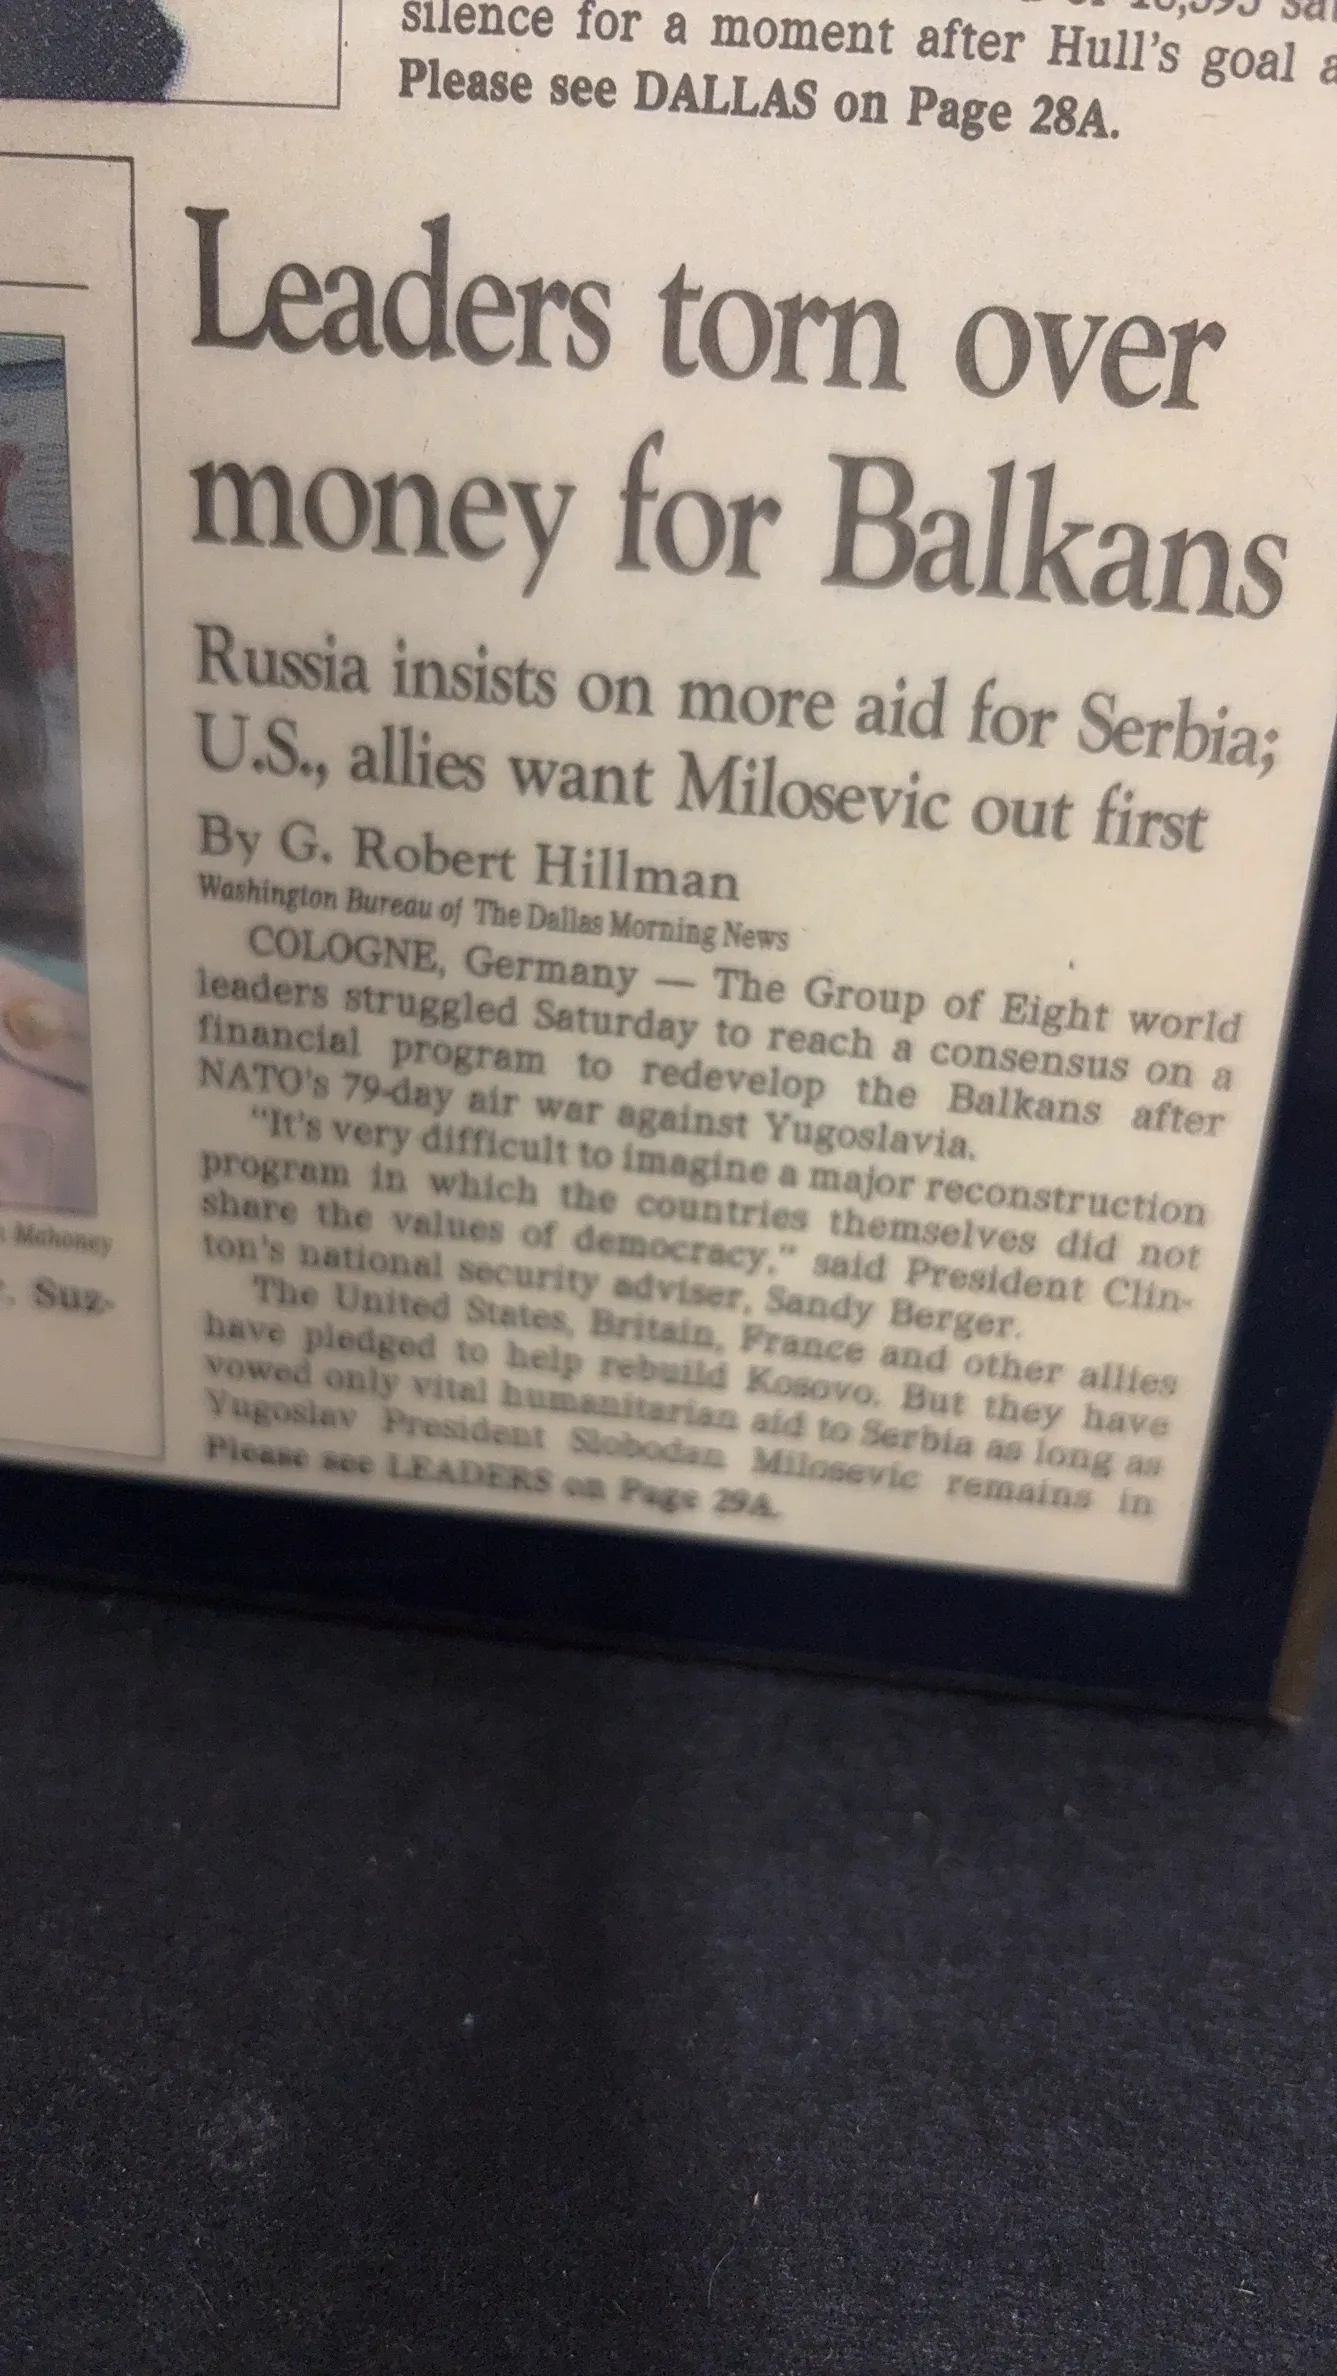 silence for a moment after Hull's goal a
Please see DALLAS on Page 28A.
Leaders torn over
money for Balkans
Russia insists on more aid for Serbia;
U.S., allies want Milosevic out first
By G. Robert Hillman
Washington Bureau of The Dallas Morning News
COLOGNE, Germany — The Group of Eight world
leaders struggled Saturday to reach a consensus on a
financial program to redevelop the Balkans after
NATO's 79-day air war against Yugoslavia.
"It's very difficult to imagine a major reconstruction
program in which the countries themselves did not
share the values of democracy," said President Clin-
ton's national security adviser, Sandy Berger.
The United States, Britain, France and other allies
have pledged to help rebuild Kosovo. But they have
vowed only vital humanitarian aid to Serbia as long as
Yugoslav President Slobodan Milosevic remains in
Please see LEADERS on Page 29A.
Mahoney
Suz-